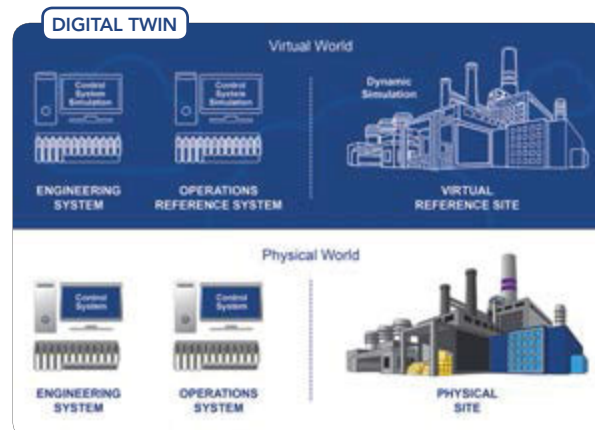 DIGITAL TWIN
Virtual World
Control
System
Simulation
Control
System
Simulation
Dynamic
Simulation
ENGINEERING
SYSTEM
OPERATIONS
REFERENCE SYSTEM
VIRTUAL
REFERENCE SITE
Physical World
Control
System
Control
System
ENGINEERING
SYSTEM
OPERATIONS
SYSTEM
PHYSICAL
SITE